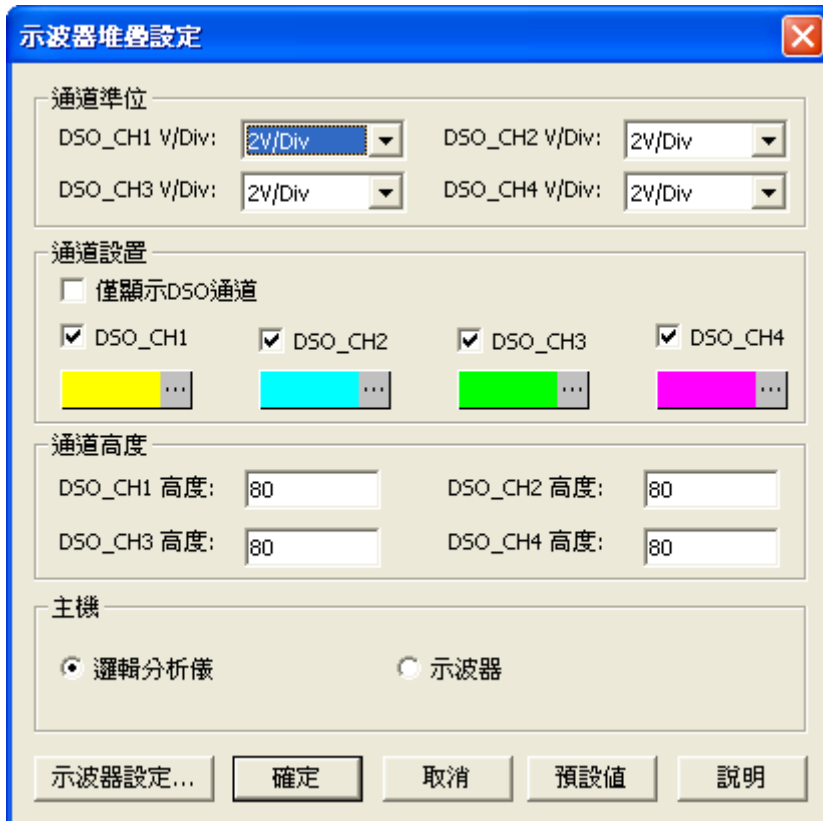 示波器堆疊設定
通道準位
DSO_CH1 V/Div: 2V/Div DSO_CH2 V/Div: 2V/Div
DSO_CH3 V/Div: 2V/Div DSO_CH4 V/Div: 2V/Div
通道設置
僅顯示DSO通道
DSO_CH1 DSO_CH2 DSO_CH3 DSO_CH4
... ... ... ...
通道高度
DSO_CH1 高度: 80 DSO_CH2 高度: 80
DSO_CH3 高度: 80 DSO_CH4 高度: 80
主機
邏輯分析儀 示波器
示波器設定... 確定 取消 預設値 說明